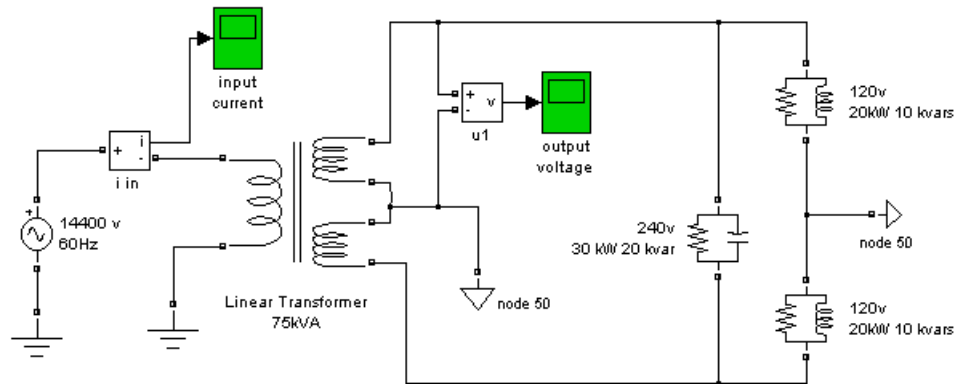 input
current
+
i
-
i in
+
14400 v
60Hz
Linear Transformer
75kVA
+
-
v
u1
output
voltage
node 50
240v
30 kW 20 kvar
120v
20kW 10 kvars
node 50
120v
20kW 10 kvars